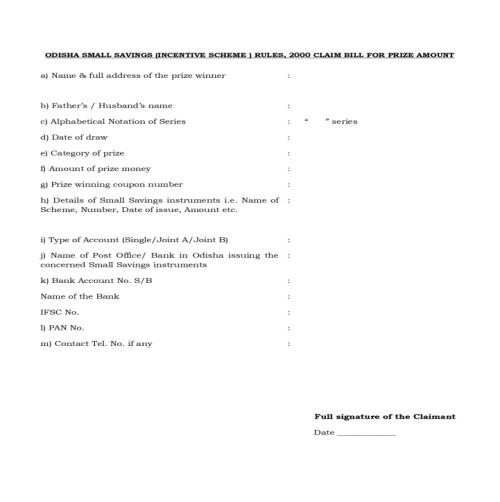 ODISHA SMALL SAVINGS (INCENTIVE SCHEME ) RULES, 2000 CLAIM BILL FOR PRIZE AMOUNT
a) Name & full address of the prize winner :
b) Father's / Husband's name :
c) Alphabetical Notation of Series : “ ” series
d) Date of draw :
e) Category of prize :
f) Amount of prize money :
g) Prize winning coupon number :
h) Details of Small Savings instruments i.e. Name of :
Scheme, Number, Date of issue, Amount etc.
i) Type of Account (Single/Joint A/Joint B) :
j) Name of Post Office/ Bank in Odisha issuing the :
concerned Small Savings instruments
k) Bank Account No. S/B :
Name of the Bank :
IFSC No. :
l) PAN No. :
m) Contact Tel. No. if any :
Full signature of the Claimant
Date _____________